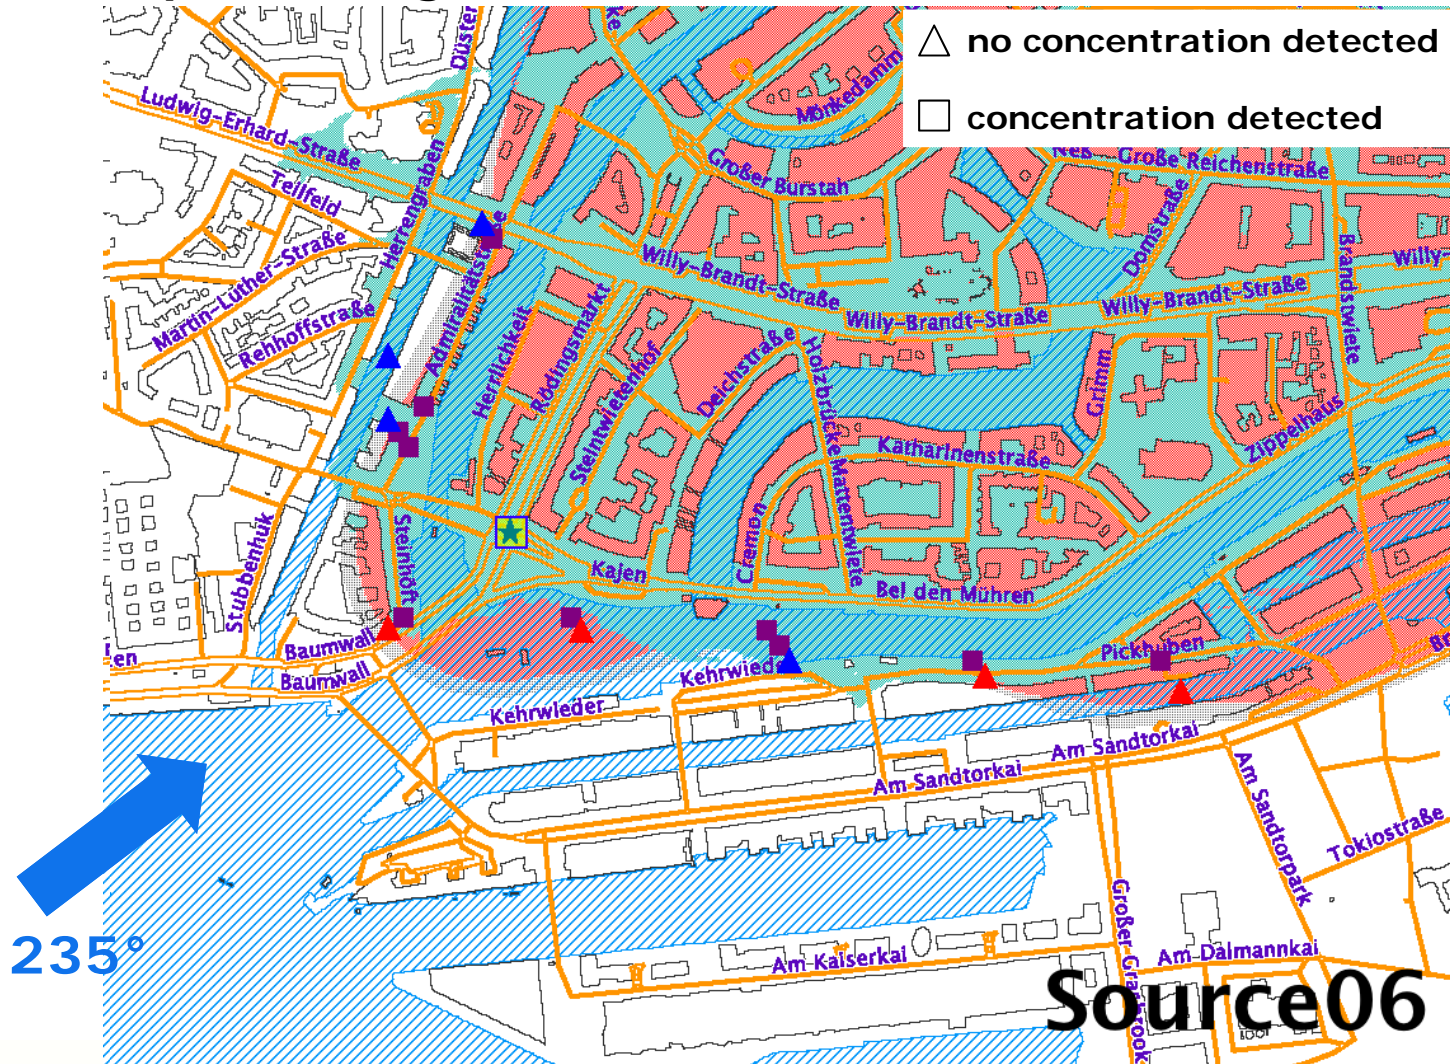 no concentration detected
concentration detected
Düster
Ludwig-Erhard-Straße
Mönkedamm
Großer Burstah
Große Reichenstraße
Teilfeld
Herrengraben
Martin-Luther-Straße
Rehhoffstraße
Admiralitätstraße
Willy-Brandt-Straße
Willy-Brandt-Straße
Willy-Brandt-Straße
Willy-
Domstraße
Brandstwiete
Herrlichkeit
Rödingsmarkt
Steintwietenhof
Deichstraße
Holzbrücke
Mattentwiete
Grimm
Katharinenstraße
Zippelhaus
Cremon
Steinhöft
Stubbenhuk
Kajen
Bei den Mühren
Baumwall
Baumwall
Kehrwieder
Pickhuben
Kehrwieder
Am Sandtorkai
Am Sandtorkai
Am Sandtorpark
Tokiostraße
235°
Großer Grasbrook
Am Kaiserkai
Am Dalmannkai
Source06